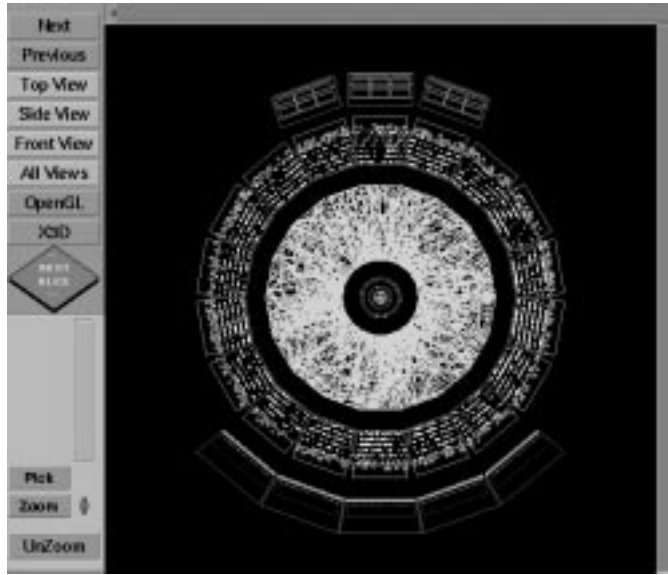 Next
Previous
Top View
Side View
Front View
All Views
OpenGL
X3D
Pick
Zoom
UnZoom